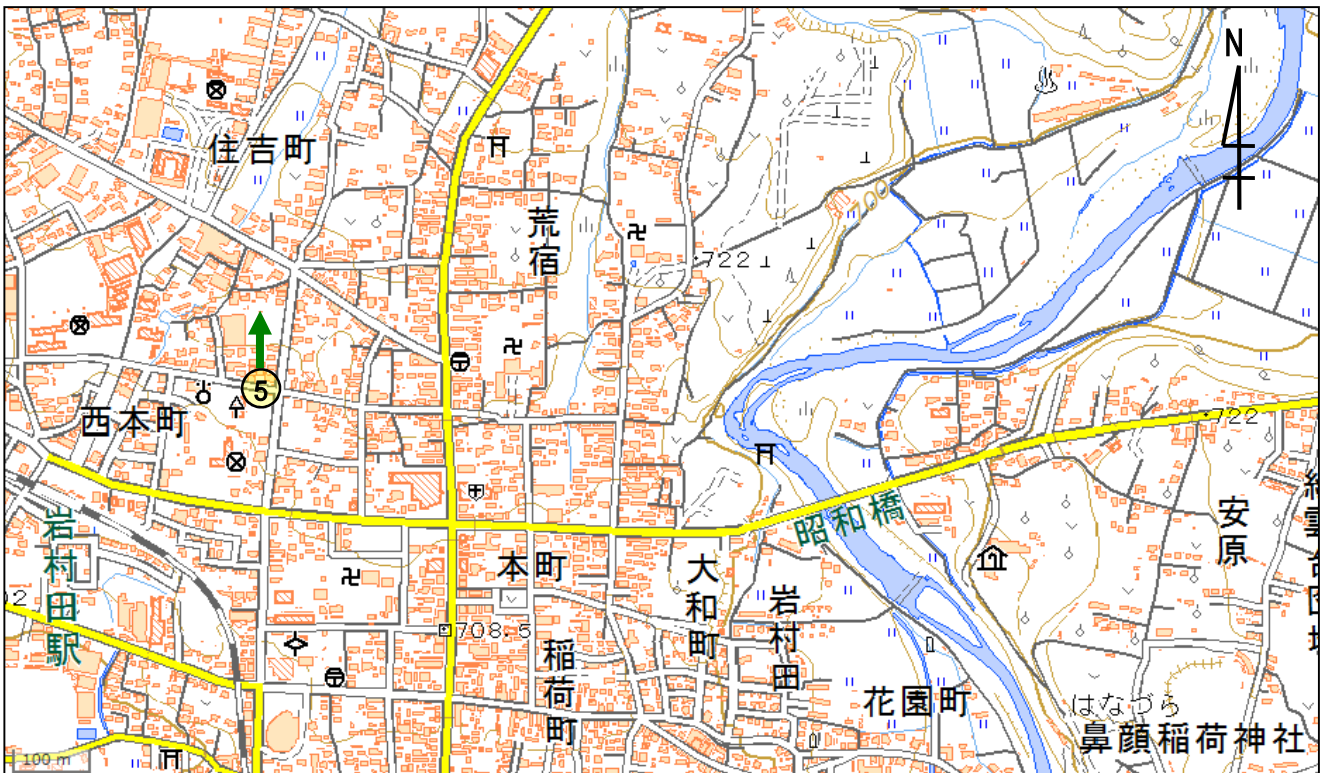 N
住吉町
荒宿
722
5
西本町
722
昭和橋
安原
岩村田駅
本町
大和町
岩村田
708.5
稲荷町
花園町
はなづら
鼻顔稲荷神社
100 m